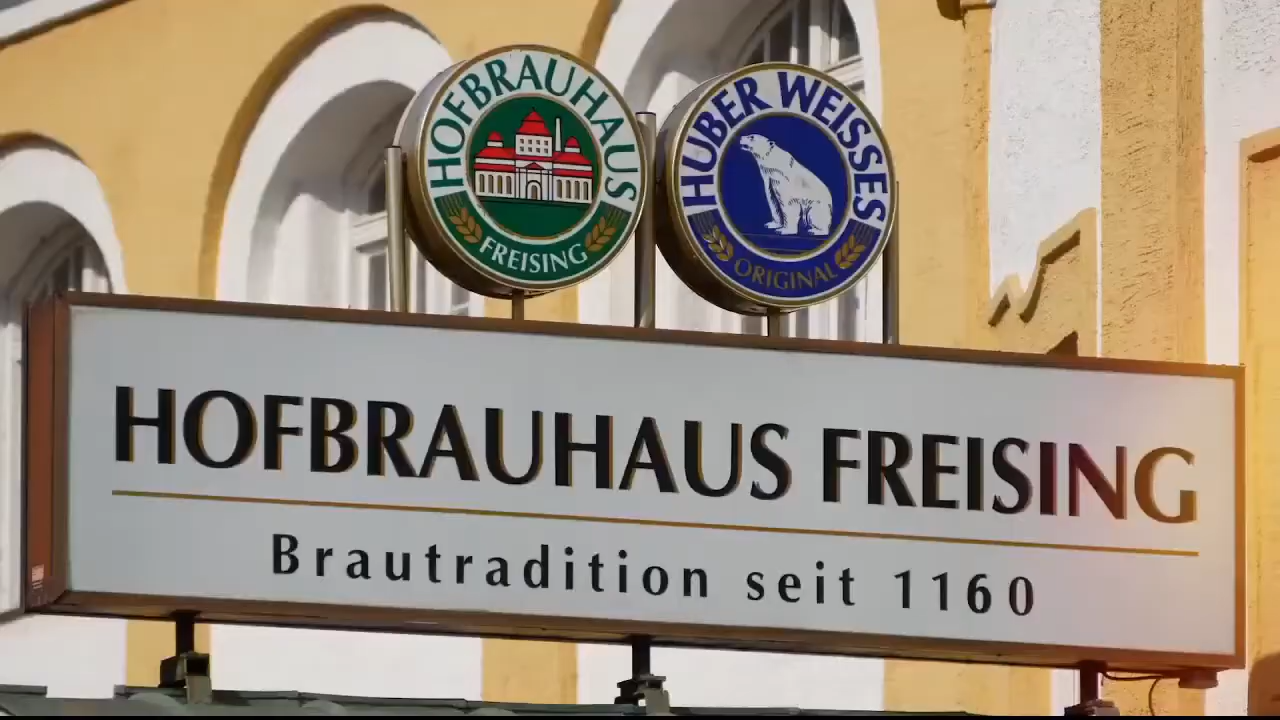 HOFBRAUHAUS
FREISING
HUBER WEISSES
ORIGINAL
HOFBRAUHAUS FREISING
Brautradition seit 1160